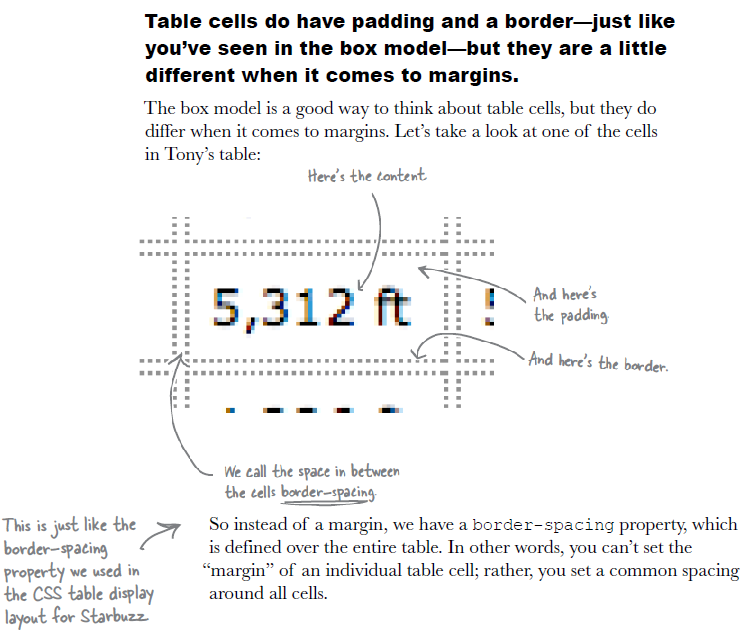 Table cells do have padding and a border—just like
you've seen in the box model—but they are a little
different when it comes to margins.
The box model is a good way to think about table cells, but they do
differ when it comes to margins. Let's take a look at one of the cells
in Tony's table:
Here's the content.
5,312 ft
And here's
the padding.
And here's the border.
We call the space in between
the cells border-spacing.
This is just like the
border-spacing
property we used in
the CSS table display
layout for Starbuzz
So instead of a margin, we have a border-spacing property, which
is defined over the entire table. In other words, you can't set the
“margin” of an individual table cell; rather, you set a common spacing
around all cells.